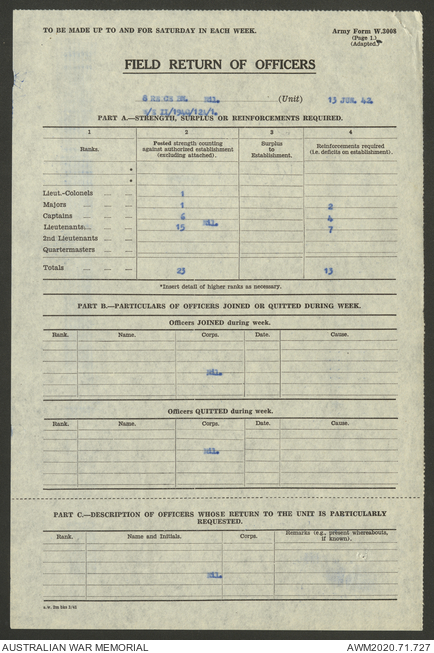 TO BE MADE UP TO AND FOR SATURDAY IN EACH WEEK.
Army Form W.3008
(Page 1.)
(Adapted.)
FIELD RETURN OF OFFICERS
(Unit) 13 JUN. 42.
PART A.—STRENGTH, SURPLUS OR REINFORCEMENTS REQUIRED.
1 2 3 4
Ranks. Posted strength counting against authorized establishment (excluding attached). Surplus to Establishment. Reinforcements required (i.e. deficits on establishment).
*
*
Lieut.-Colonels 1
Majors 1 2
Captains 6 4
Lieutenants 15 Nil. 7
2nd Lieutenants
Quartermasters
Totals 23 13
*Insert detail of higher ranks as necessary.
PART B.—PARTICULARS OF OFFICERS JOINED OR QUITTED DURING WEEK.
Officers JOINED during week.
Rank. Name. Corps. Date. Cause.
Nil.
Officers QUITTED during week.
Rank. Name. Corps. Date. Cause.
Nil.
PART C.—DESCRIPTION OF OFFICERS WHOSE RETURN TO THE UNIT IS PARTICULARLY
REQUESTED.
Rank. Name and Initials. Corps. Remarks (e.g., present whereabouts, if known).
Nil.
AUSTRALIAN WAR MEMORIAL
AWM2020.71.727